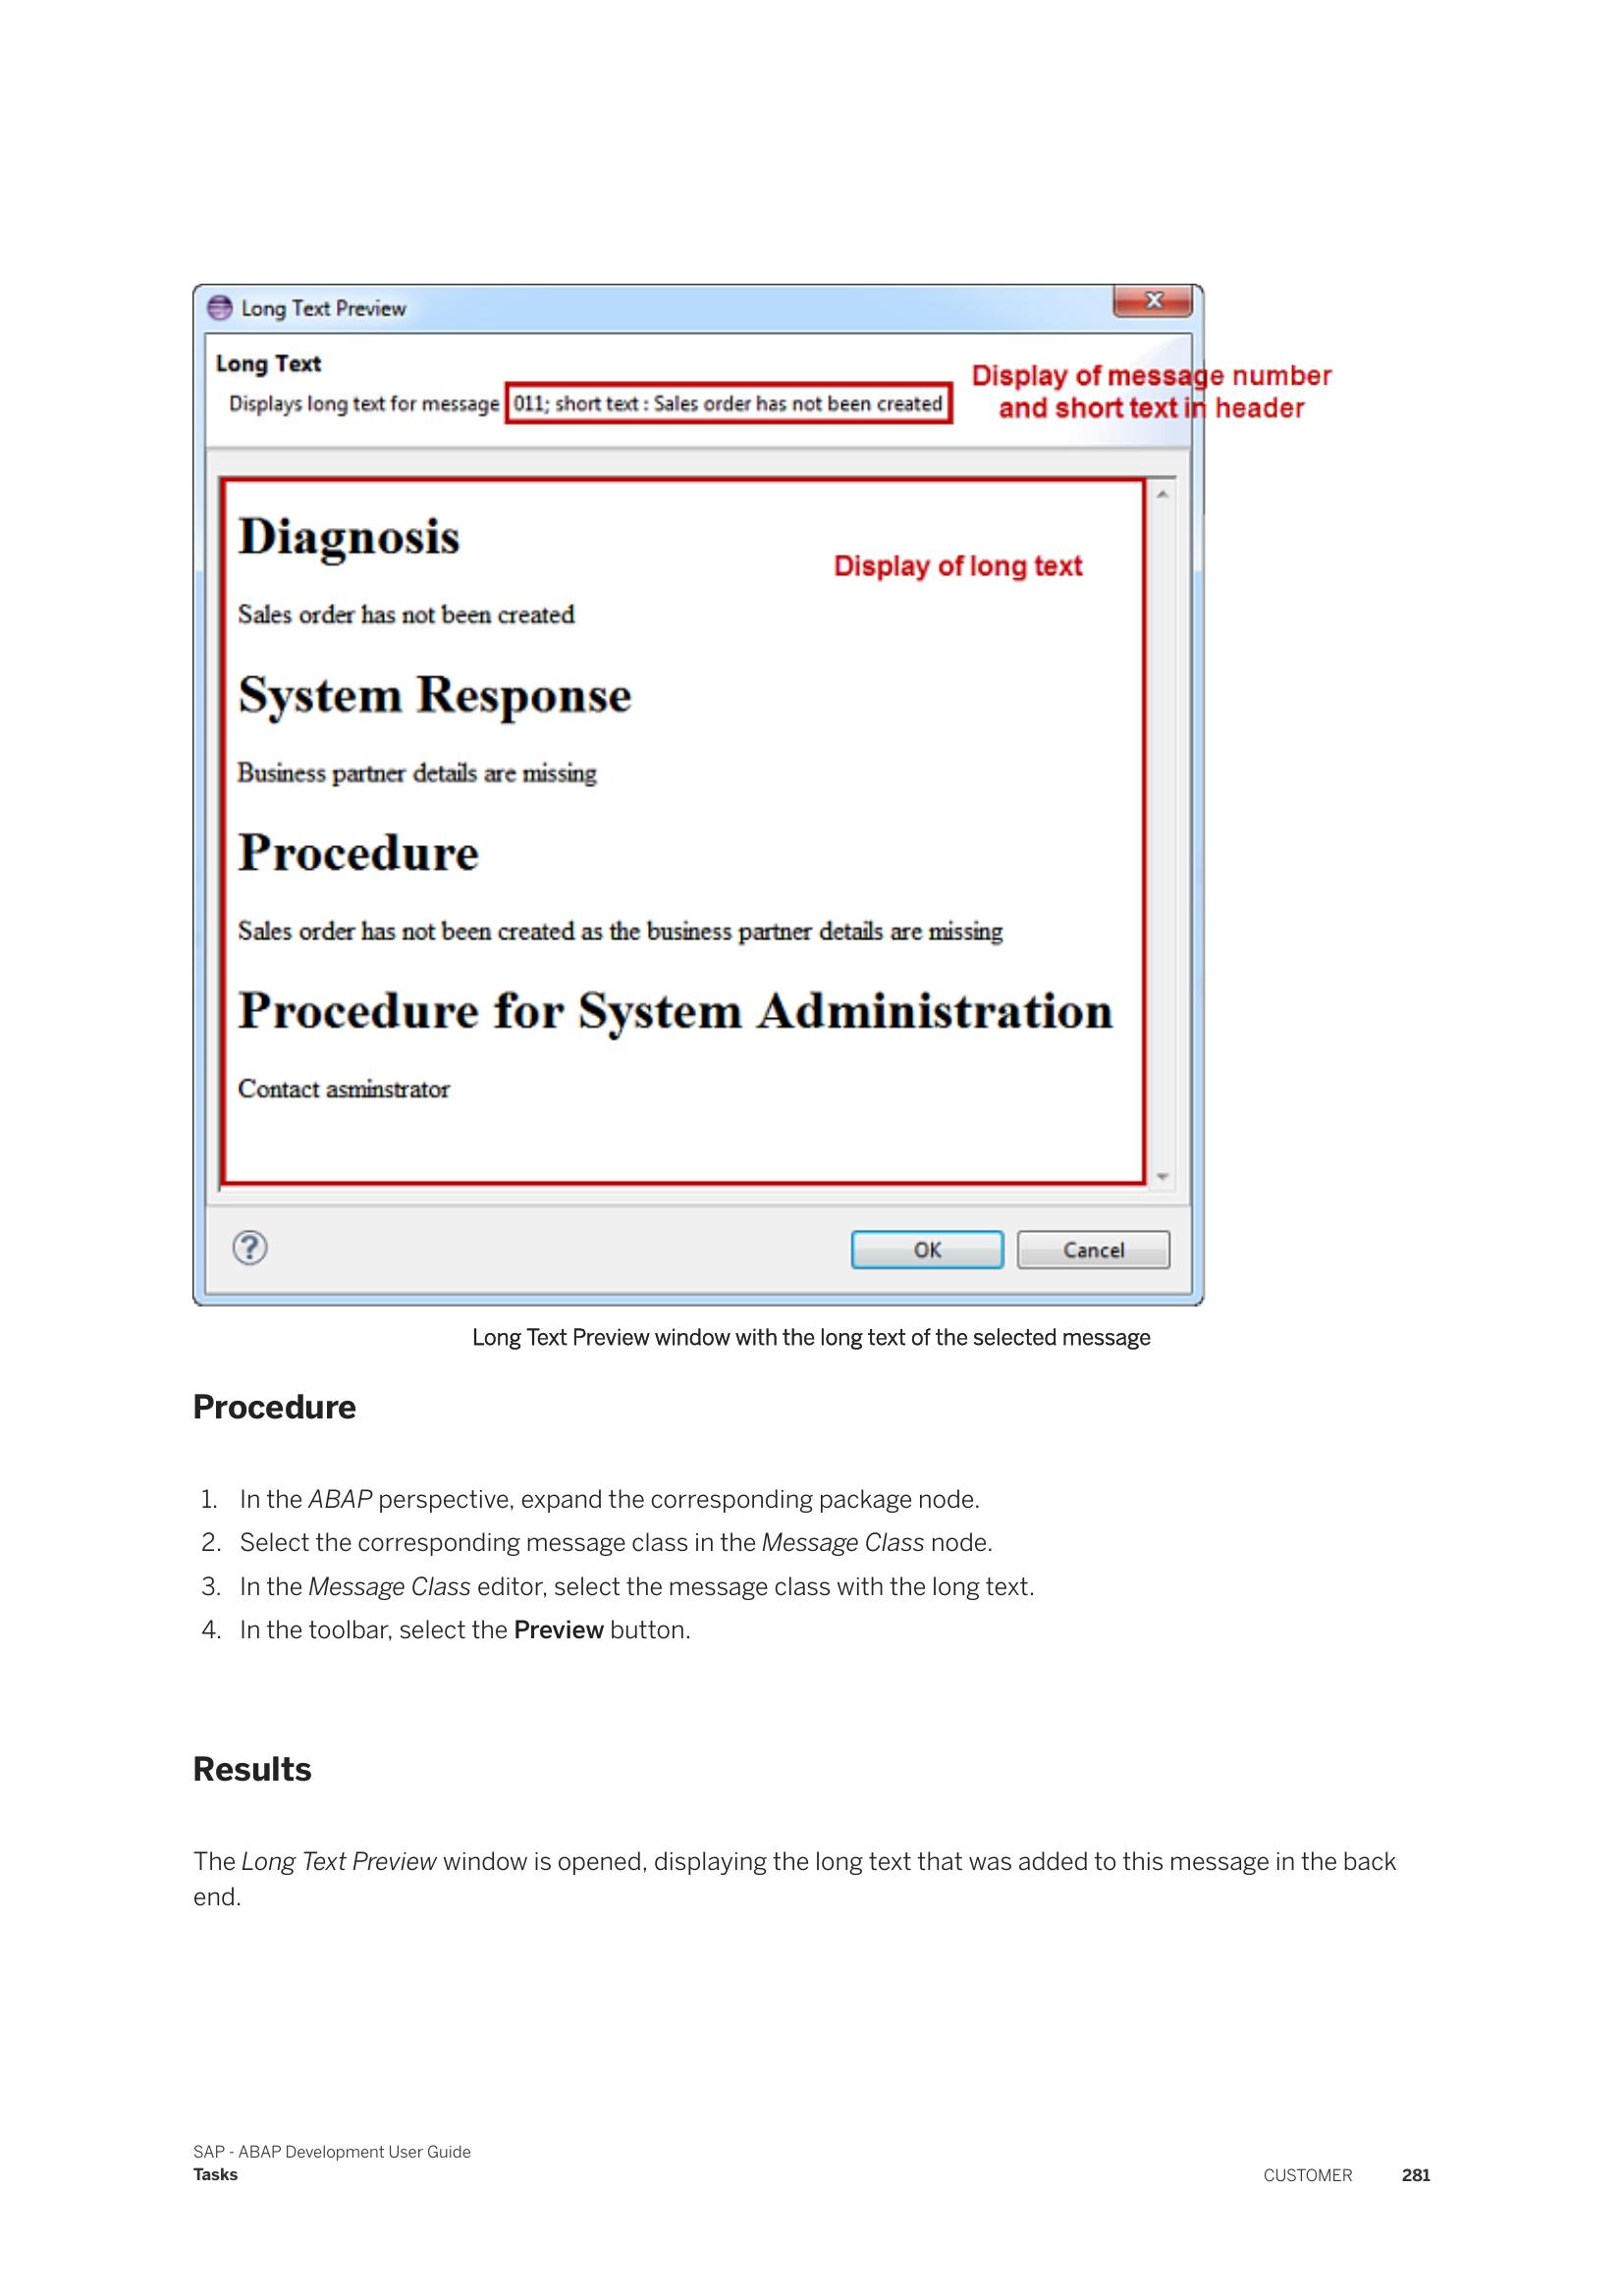 Long Text Preview
Long Text
Displays long text for message 011; short text : Sales order has not been created
Display of message number
and short text in header
Diagnosis
Display of long text
Sales order has not been created
System Response
Business partner details are missing
Procedure
Sales order has not been created as the business partner details are missing
Procedure for System Administration
Contact asminstrator
OK Cancel
Long Text Preview window with the long text of the selected message
Procedure
1. In the ABAP perspective, expand the corresponding package node.
2. Select the corresponding message class in the Message Class node.
3. In the Message Class editor, select the message class with the long text.
4. In the toolbar, select the Preview button.
Results
The Long Text Preview window is opened, displaying the long text that was added to this message in the back
end.
SAP - ABAP Development User Guide
Tasks
CUSTOMER 281